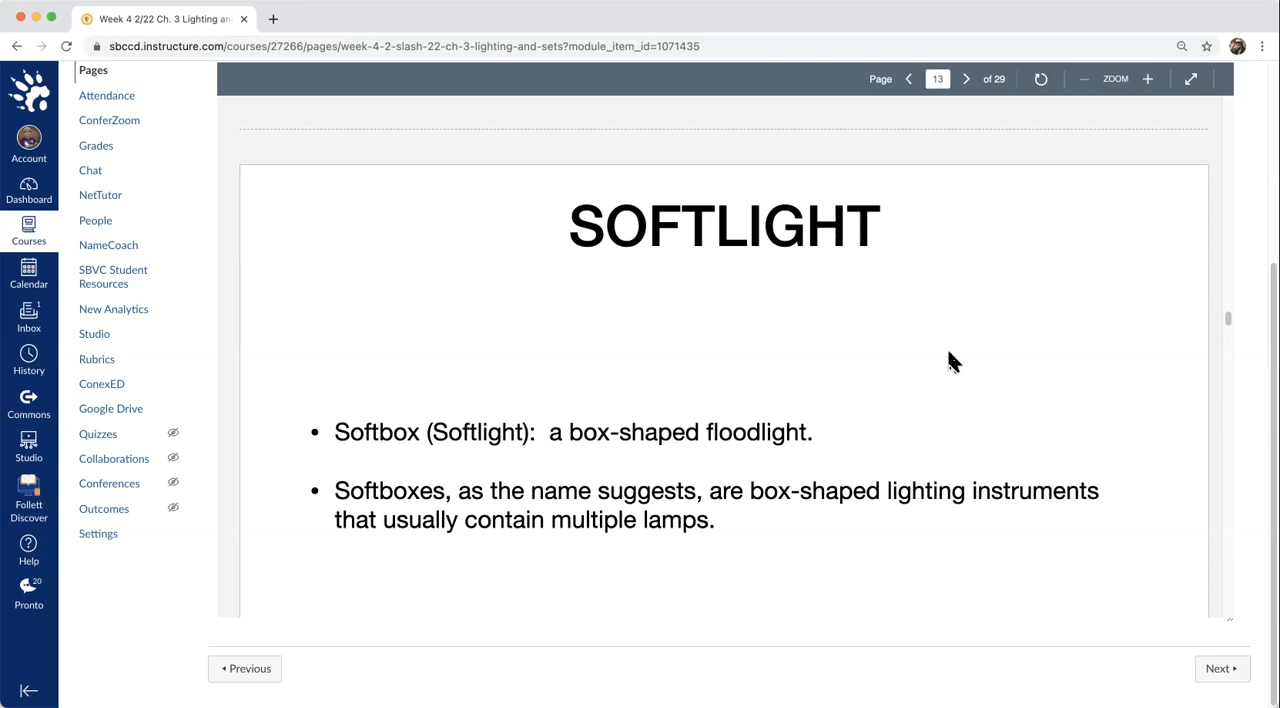 Week 4 2/22 Ch. 3 Lighting an
sbccd.instructure.com/courses/27266/pages/week-4-2-slash-22-ch-3-lighting-and-sets?module_item_id=1071435
Page 13 of 29 ZOOM
Account
Dashboard
Courses
Calendar
1
Inbox
History
Commons
Studio
Follett
Discover
Help
20
Pronto
Pages
Attendance
ConferZoom
Grades
Chat
NetTutor
People
NameCoach
SBVC Student
Resources
New Analytics
Studio
Rubrics
ConexED
Google Drive
Quizzes
Collaborations
Conferences
Outcomes
Settings
SOFTLIGHT
• Softbox (Softlight): a box-shaped floodlight.
• Softboxes, as the name suggests, are box-shaped lighting instruments
that usually contain multiple lamps.
Previous
Next